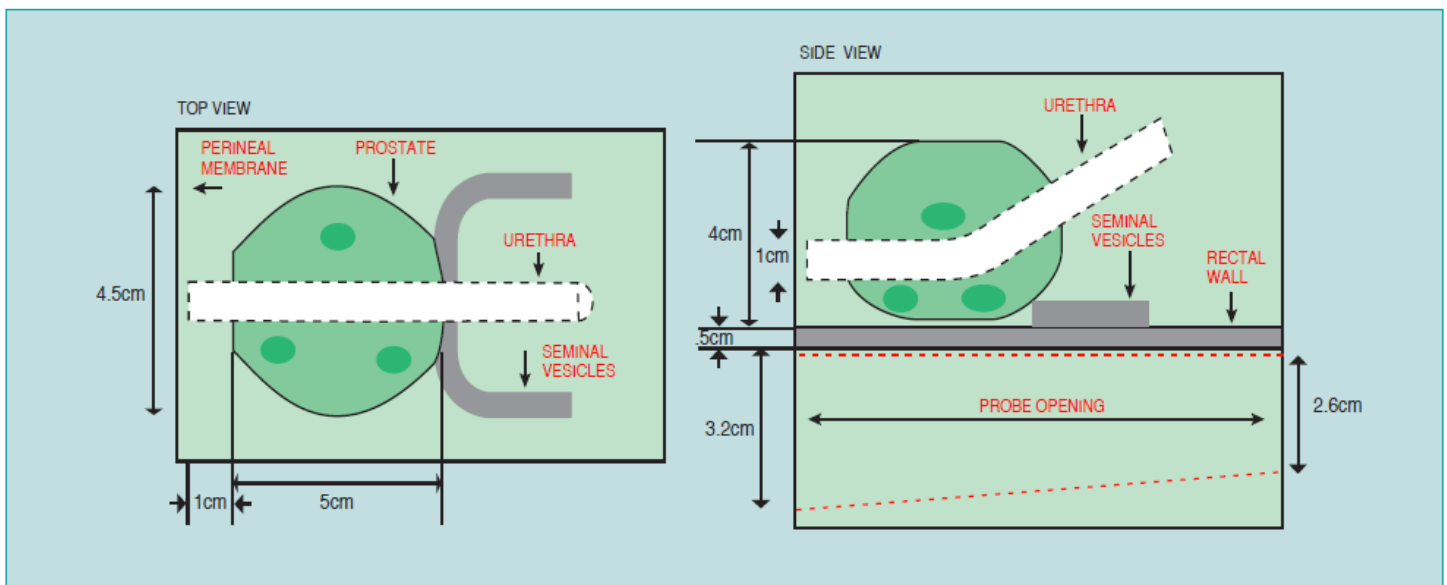 TOP VIEW
PERINEAL
MEMBRANE
PROSTATE
URETHRA
4.5cm
SEMINAL
VESICLES
1cm
5cm
SIDE VIEW
URETHRA
4cm
1cm
SEMINAL
VESICLES
RECTAL
WALL
.5cm
3.2cm
PROBE OPENING
2.6cm